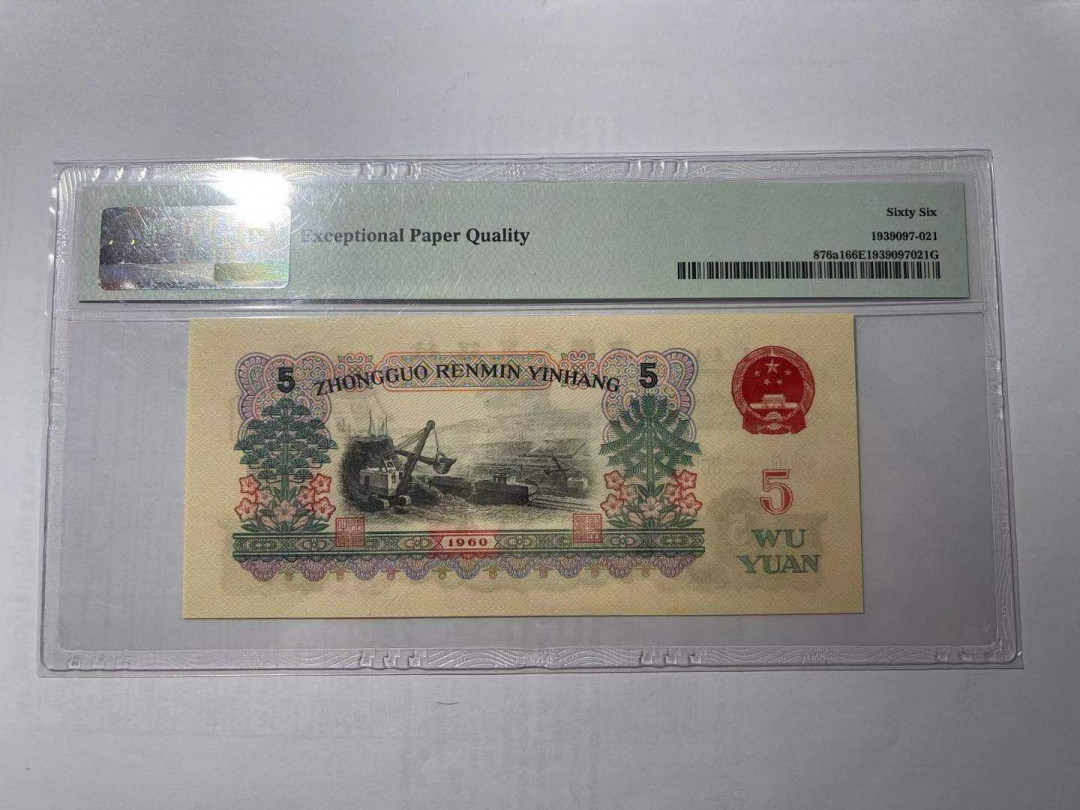 Sixty Six
Exceptional Paper Quality
1939097-021
876a166E1939097021G
5 ZHONGGUO RENMIN YINHANG 5
1960
5
WU
YUAN